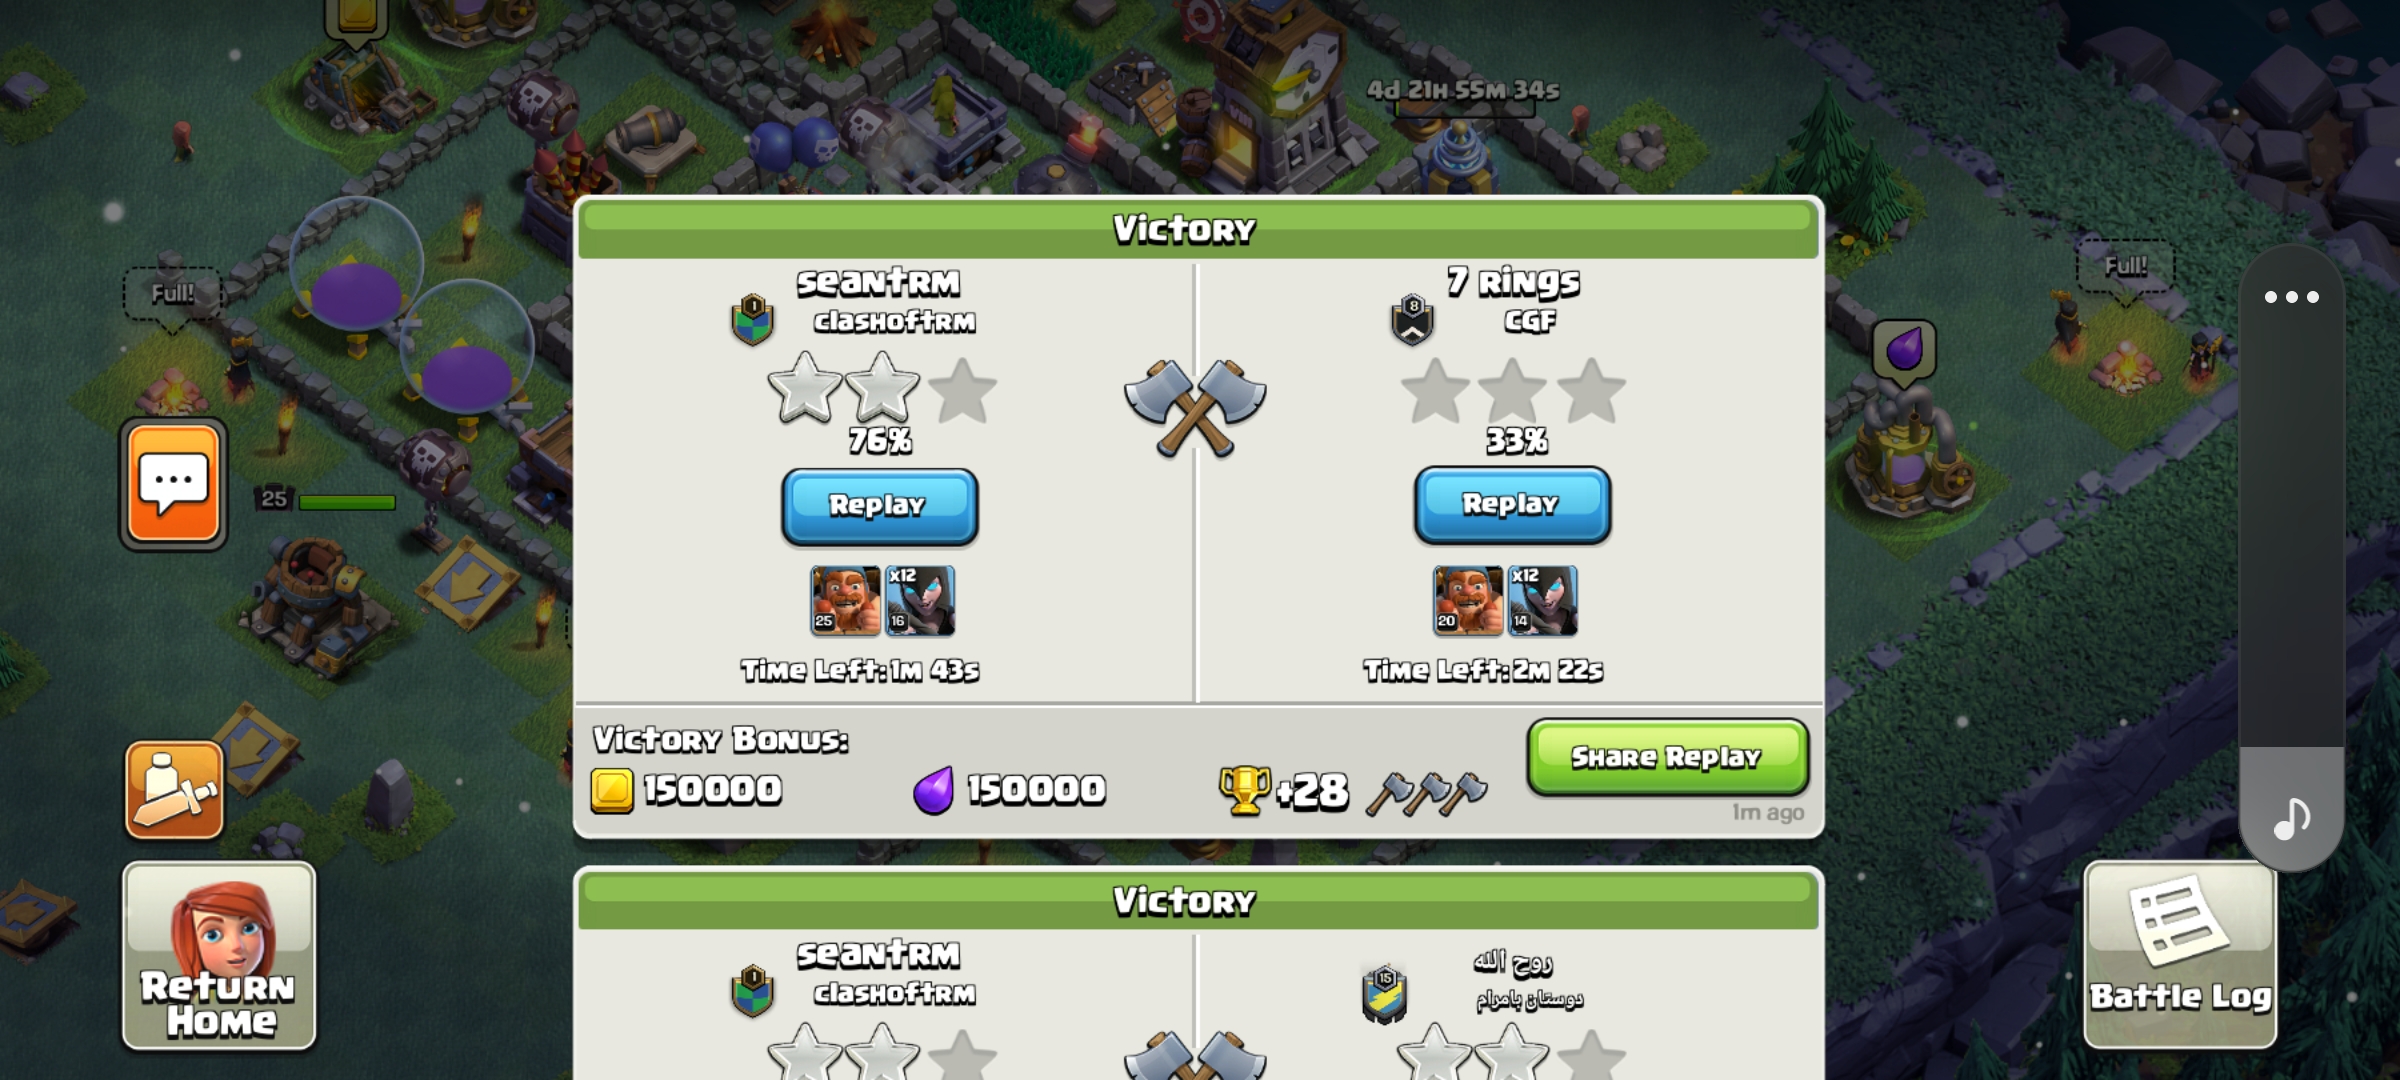 4d 21H 55M 34s
Victory
seantRM
clashoftRM
1
7 rings
CGF
8
Full!
Full!
76%
33%
Replay
Replay
25
x12
25
16
x12
20
14
Time Left:1m 43s
Time Left:2m 22s
Victory Bonus:
150000
150000
+28
Share Replay
1m ago
Victory
seantRM
clashoftRM
1
روح الله
دوستان بامرام
15
Return
Home
Battle Log